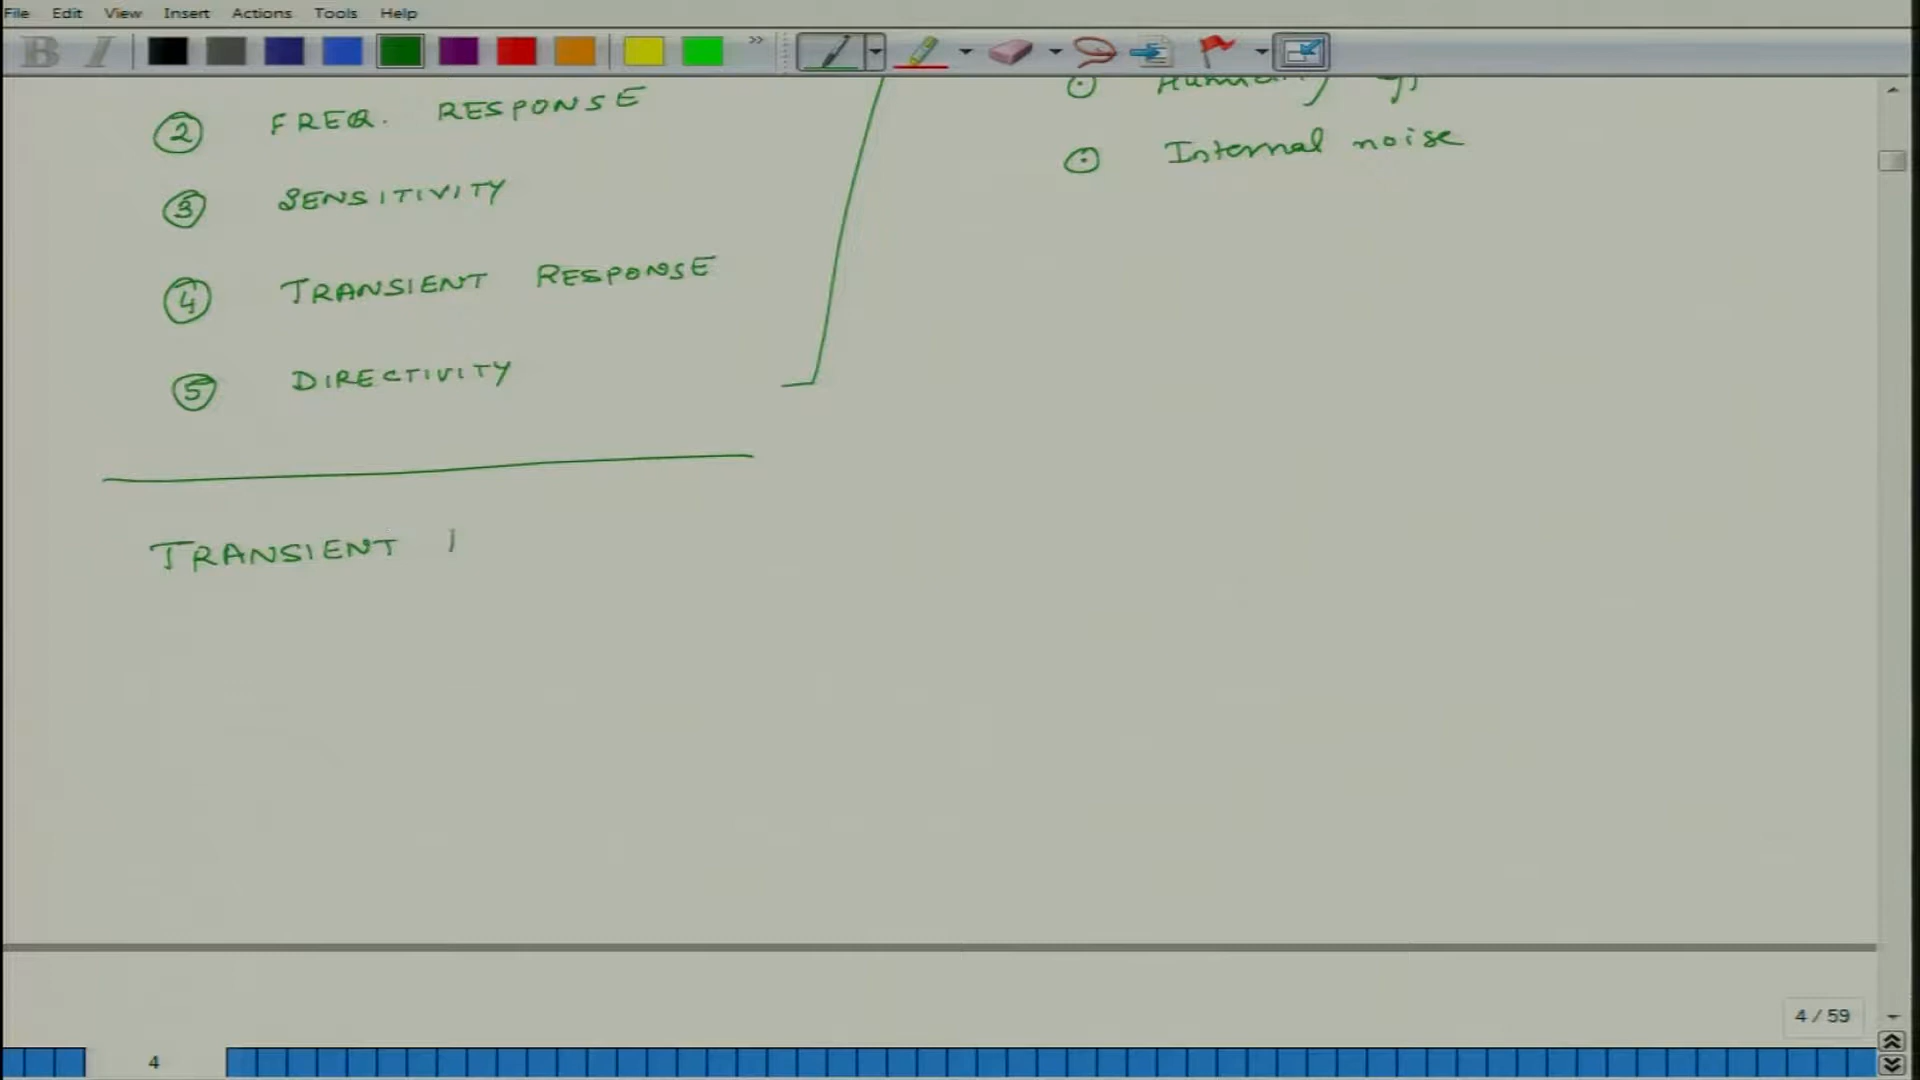 File Edit View Insert Actions Tools Help
B I
2 FREQ. RESPONSE
3 SENSITIVITY
4 TRANSIENT RESPONSE
5 DIRECTIVITY
Internal noise
TRANSIENT
4 / 59
4